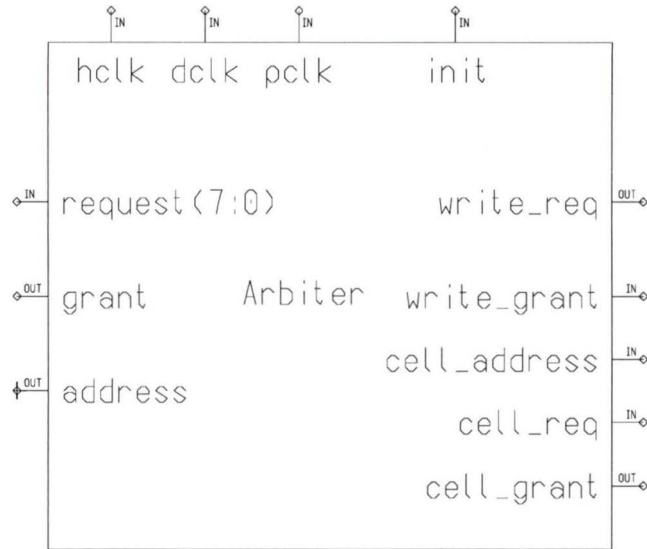 IN IN IN IN
hclk dclk pclk init
IN request(7:0) write_req OUT
OUT grant Arbiter write_grant IN
cell_address IN
OUT address
cell_req IN
cell_grant OUT